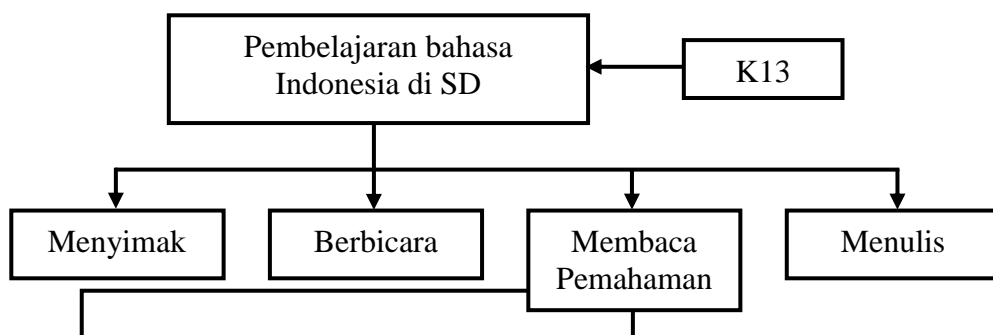 Pembelajaran bahasa
Indonesia di SD
K13
Menyimak
Berbicara
Membaca
Pemahaman
Menulis